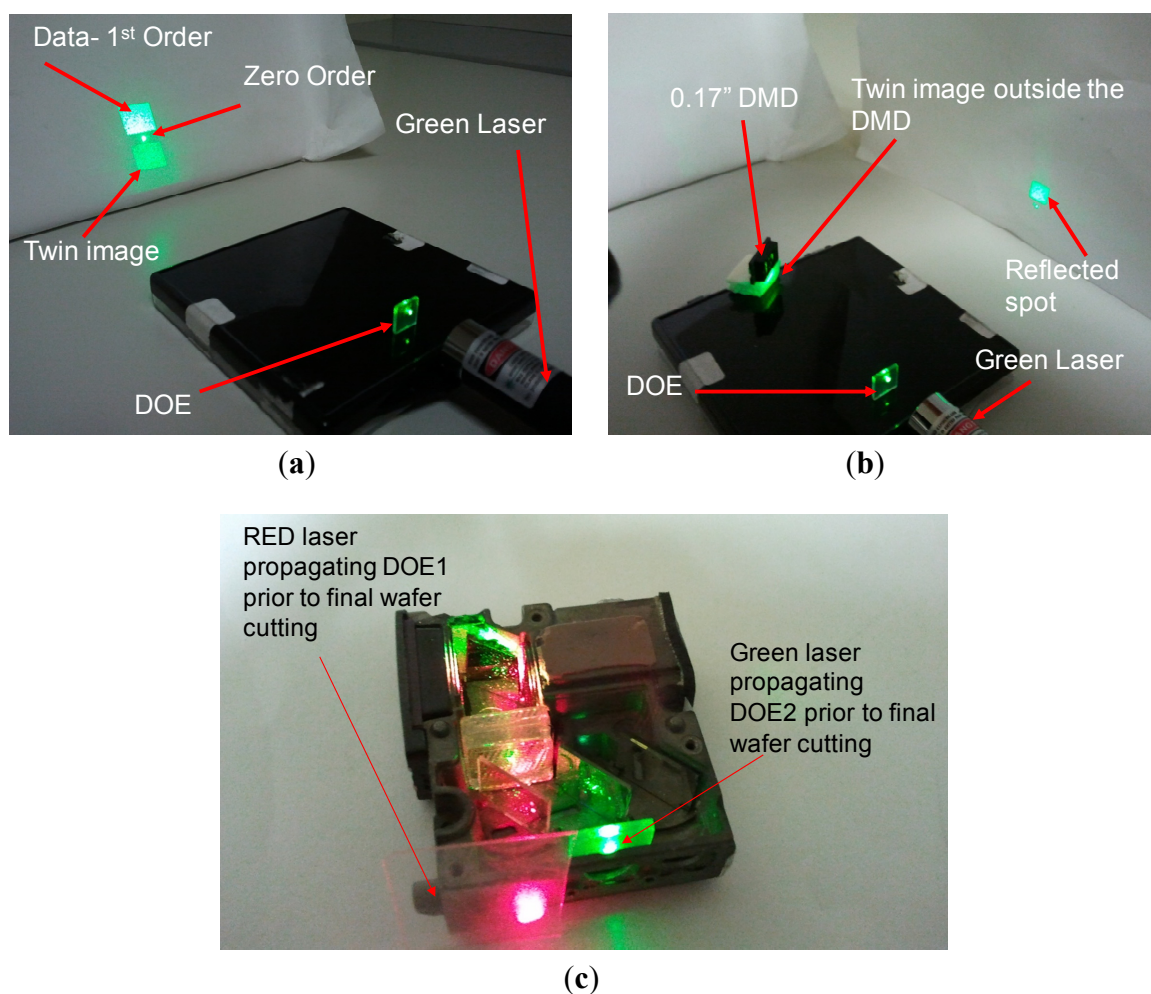 Data- 1st Order
Zero Order
Green Laser
Twin image
DOE
(a)
0.17” DMD
Twin image outside the
DMD
Reflected
spot
Green Laser
DOE
(b)
RED laser
propagating DOE1
prior to final wafer
cutting
Green laser
propagating
DOE2 prior to final
wafer cutting
(c)